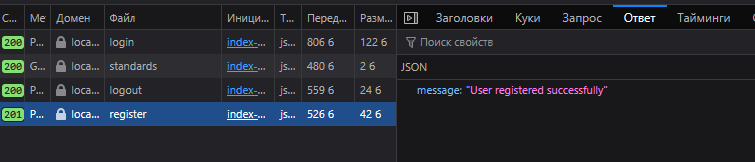 С... Ме Домен Файл Иници... Т... Перед... Разм...
200 P... loca... login index-... js... 806 б 122 б
200 G... loca... standards index-... js... 480 б 2 б
200 P... loca... logout index-... js... 559 б 24 б
201 P... loca... register index-... js... 526 б 42 б
Заголовки Куки Запрос Ответ Тайминги
Поиск свойств
JSON
message: "User registered successfully"